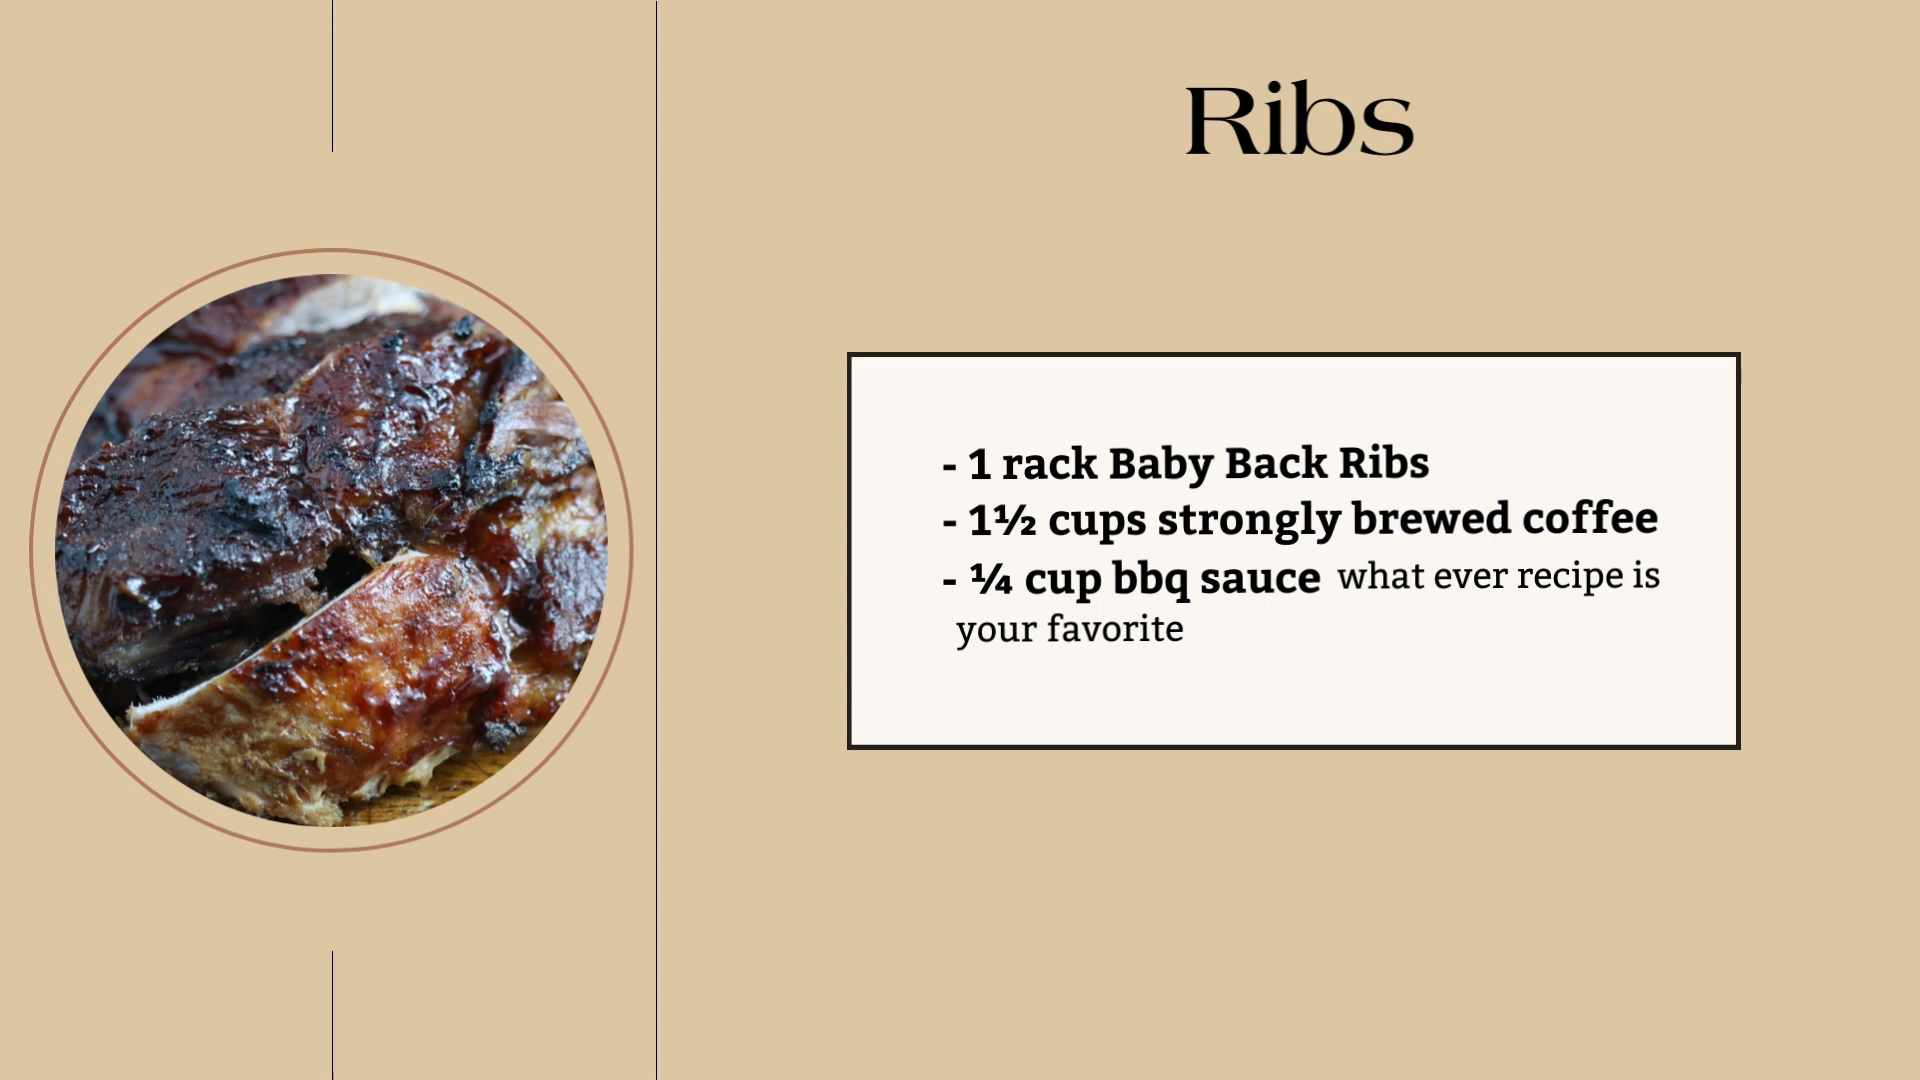 Ribs
- 1 rack Baby Back Ribs
- 1½ cups strongly brewed coffee
- ¼ cup bbq sauce what ever recipe is
your favorite